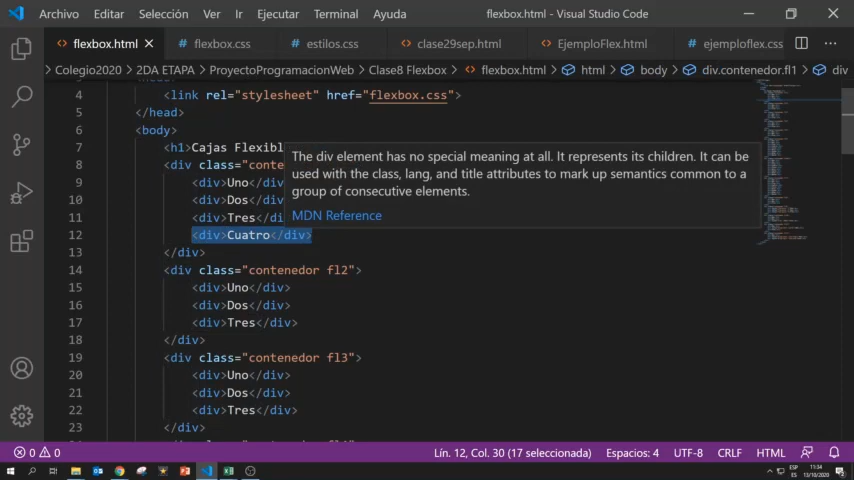 Archivo Editar Selección Ver Ir Ejecutar Terminal Ayuda flexbox.html - Visual Studio Code
flexbox.html flexbox.css estilos.css clase29sep.html EjemploFlex.html ejemploflex.css
Colegio2020 > 2DA ETAPA > ProyectoProgramacionWeb > Clase8 Flexbox > flexbox.html > html > body > div.contenedor.fl1 > div
4 <link rel="stylesheet" href="flexbox.css">
5 </head>
6 <body>
7 <h1>Cajas Flexibl
8 <div class="conte
The div element has no special meaning at all. It represents its children. It can be
used with the class, lang, and title attributes to mark up semantics common to a
group of consecutive elements.
MDN Reference
9 <div>Uno</div
10 <div>Dos</div
11 <div>Tres</di
12 <div>Cuatro</div>
13 </div>
14 <div class="contenedor fl2">
15 <div>Uno</div>
16 <div>Dos</div>
17 <div>Tres</div>
18 </div>
19 <div class="contenedor fl3">
20 <div>Uno</div>
21 <div>Dos</div>
22 <div>Tres</div>
23 </div>
0 0 Lín. 12, Col. 30 (17 seleccionada) Espacios: 4 UTF-8 CRLF HTML
ESP 11:34
ES 13/10/2020